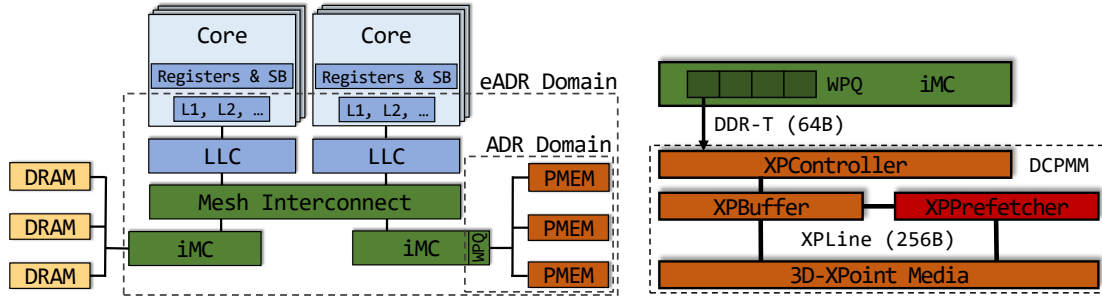 Core
Core
Registers & SB
Registers & SB
eADR Domain
L1, L2, …
L1, L2, …
LLC
LLC
ADR Domain
DRAM
DRAM
DRAM
Mesh Interconnect
iMC
iMC
WPQ
PMEM
PMEM
PMEM
WPQ
iMC
DDR-T (64B)
XPController
DCPMM
XPBuffer
XPPrefetcher
XPLine (256B)
3D-XPoint Media